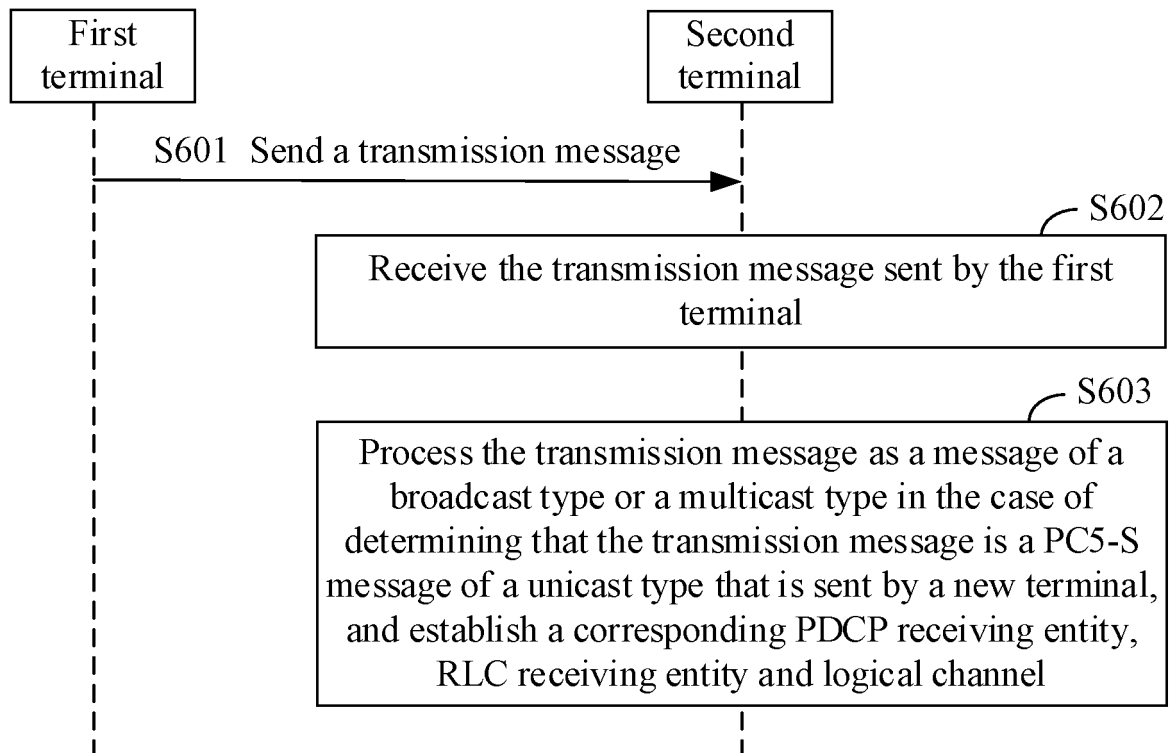 First
terminal
Second
terminal
S601 Send a transmission message
S602
Receive the transmission message sent by the first
terminal
S603
Process the transmission message as a message of a
broadcast type or a multicast type in the case of
determining that the transmission message is a PC5-S
message of a unicast type that is sent by a new terminal,
and establish a corresponding PDCP receiving entity,
RLC receiving entity and logical channel